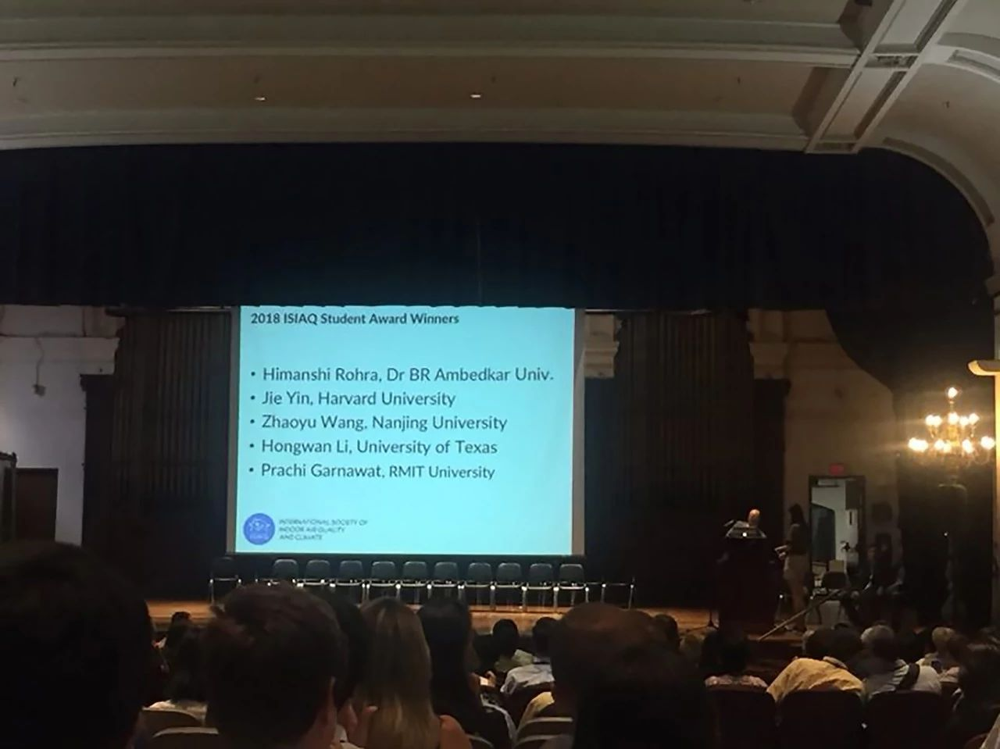 2018 ISIAQ Student Award Winners
• Himanshi Rohra, Dr BR Ambedkar Univ.
• Jie Yin, Harvard University
• Zhaoyu Wang, Nanjing University
• Hongwan Li, University of Texas
• Prachi Garnawat, RMIT University
INTERNATIONAL SOCIETY OF
INDOOR AIR QUALITY
AND CLIMATE